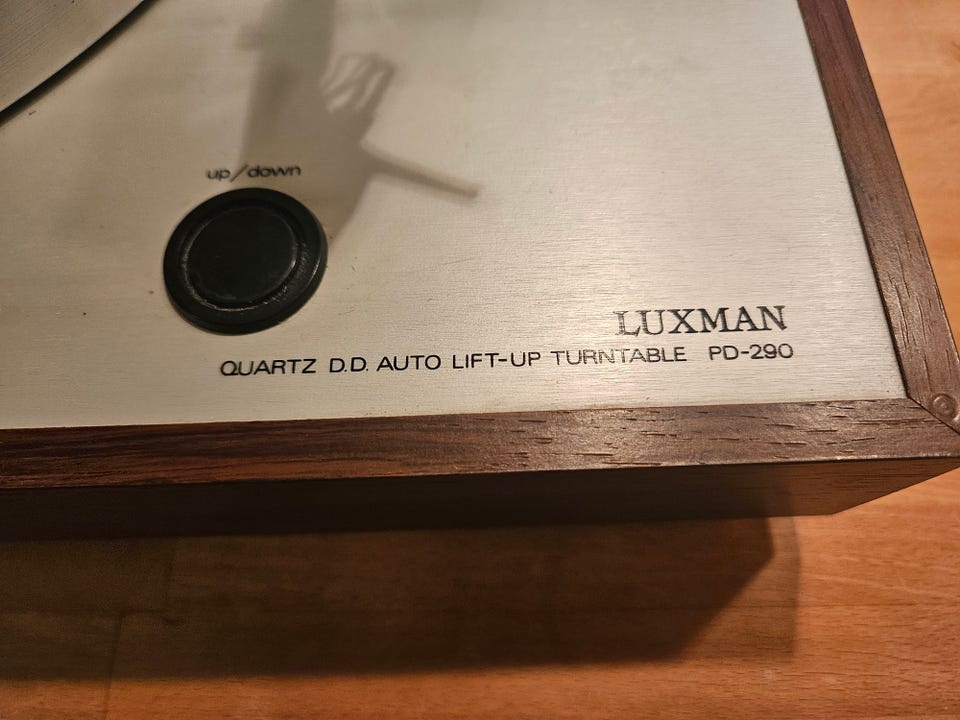 up/down
LUXMAN
QUARTZ D.D. AUTO LIFT-UP TURNTABLE PD-290